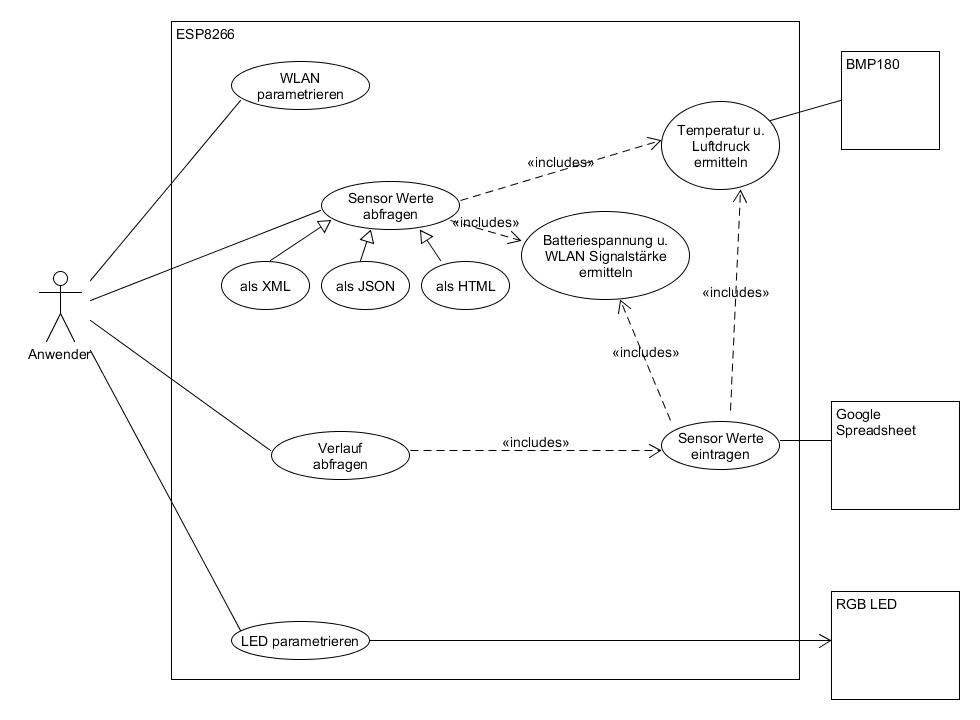 ESP8266
BMP180
WLAN
parametrieren
Temperatur u.
Luftdruck
ermitteln
«includes»
Sensor Werte
abfragen
«includes»
Batteriespannung u.
WLAN Signalstärke
ermitteln
als XML
als JSON
als HTML
«includes»
Anwender
«includes»
Google
Spreadsheet
Verlauf
abfragen
«includes»
Sensor Werte
eintragen
RGB LED
LED parametrieren